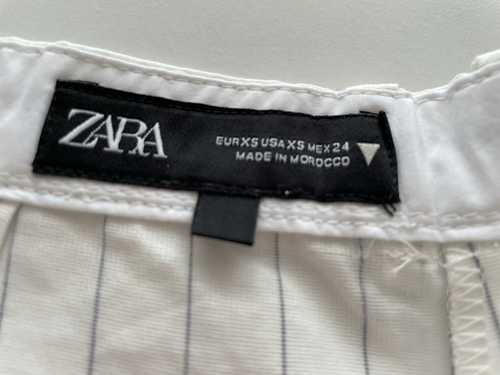 ZARA
EUR XS USA XS MEX 24
MADE IN MOROCCO